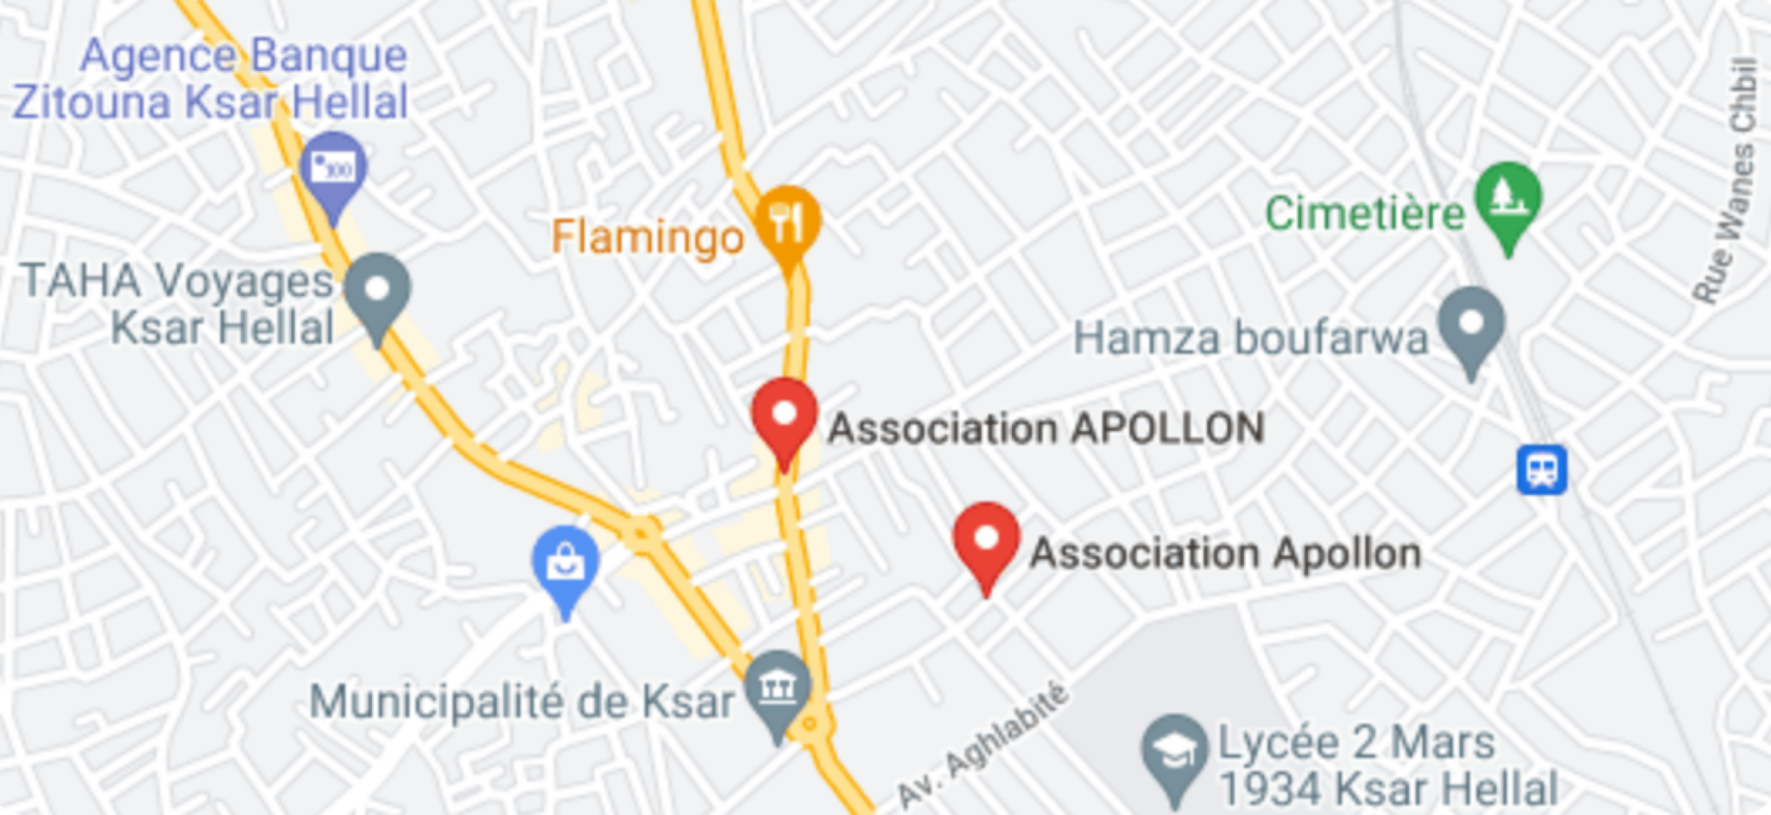 Agence Banque
Zitouna Ksar Hellal
100
Flamingo
Cimetière
Rue Wanes Chbil
TAHA Voyages
Ksar Hellal
Hamza boufarwa
Association APOLLON
Association Apollon
Municipalité de Ksar
Av. Aghlabité
Lycée 2 Mars
1934 Ksar Hellal